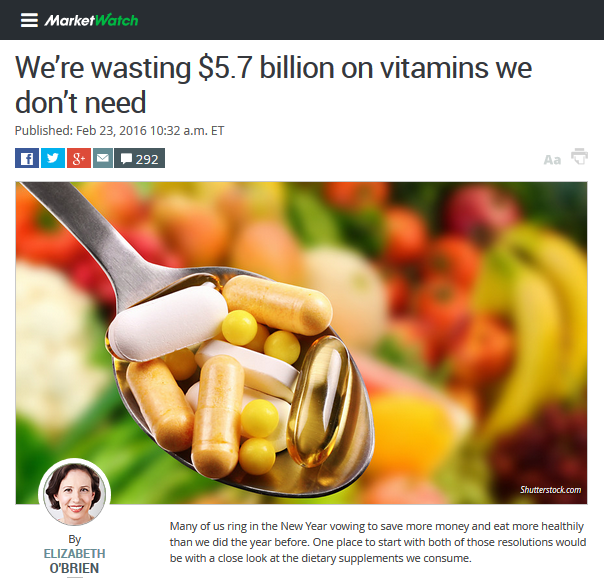 MarketWatch
We're wasting $5.7 billion on vitamins we
don't need
Published: Feb 23, 2016 10:32 a.m. ET
f g+ 292 Aa
Shutterstock.com
By
ELIZABETH
O'BRIEN
Many of us ring in the New Year vowing to save more money and eat more healthily
than we did the year before. One place to start with both of those resolutions would
be with a close look at the dietary supplements we consume.